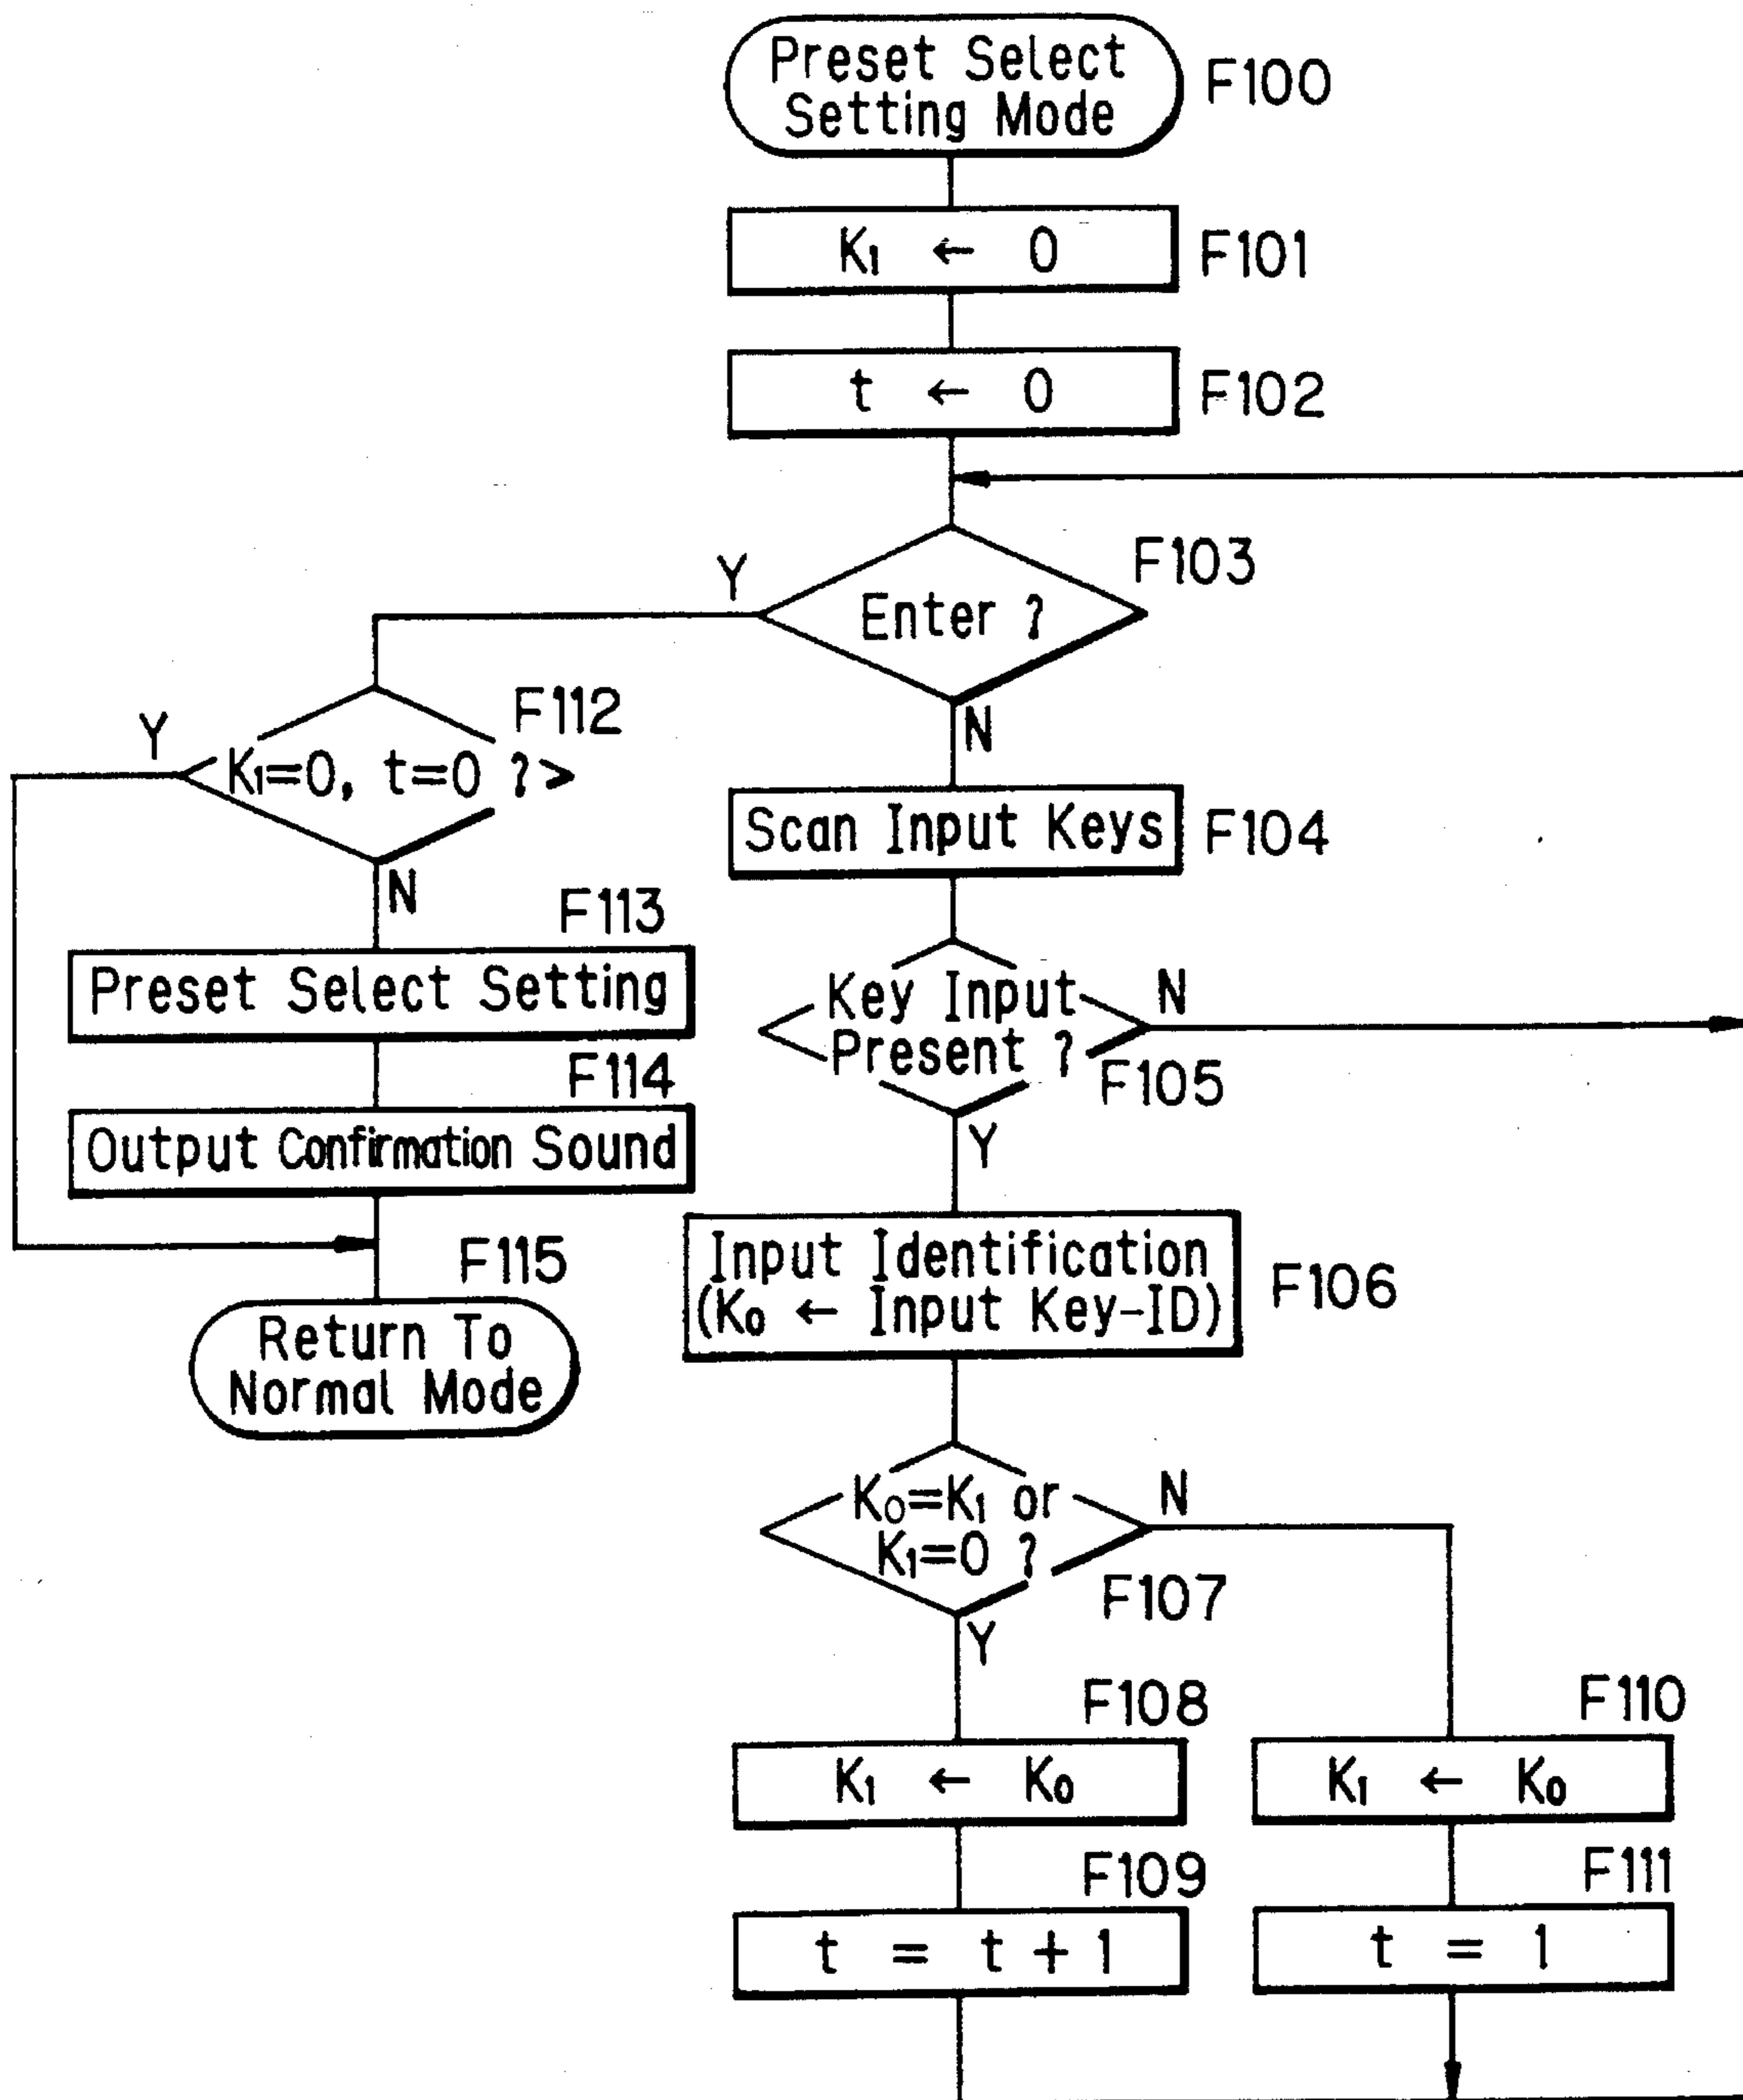 Preset Select
Setting Mode
F100
K₁ ← 0
F101
t ← 0
F102
F103
Y
Enter ?
N
F112
Y
K₁=0, t=0 ?
N
Scan Input Keys
F104
F113
Preset Select Setting
Key Input
Present ?
N
F105
Y
F114
Output Confirmation Sound
F115
Return To
Normal Mode
Input Identification
(K₀ ← Input Key-ID)
F106
K₀=K₁ or
K₁=0 ?
N
F107
Y
F108
K₁ ← K₀
F110
K₁ ← K₀
F109
t = t + 1
F111
t = 1